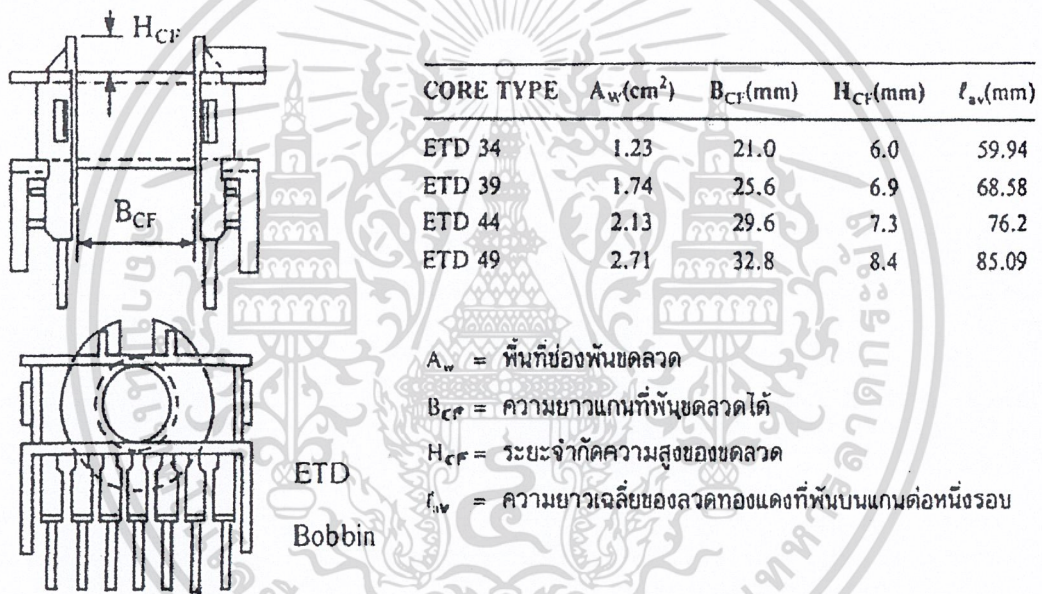 H_CF
B_CF
ETD
Bobbin
CORE TYPE A_w(cm²) B_CF(mm) H_CF(mm) ℓ_av(mm)
ETD 34 1.23 21.0 6.0 59.94
ETD 39 1.74 25.6 6.9 68.58
ETD 44 2.13 29.6 7.3 76.2
ETD 49 2.71 32.8 8.4 85.09
A_w = พื้นที่ช่องพันขดลวด
B_CF = ความยาวแกนที่พันขดลวดได้
H_CF = ระยะจำกัดความสูงของขดลวด
ℓ_av = ความยาวเฉลี่ยของลวดทองแดงที่พันบนแกนต่อหนึ่งรอบ